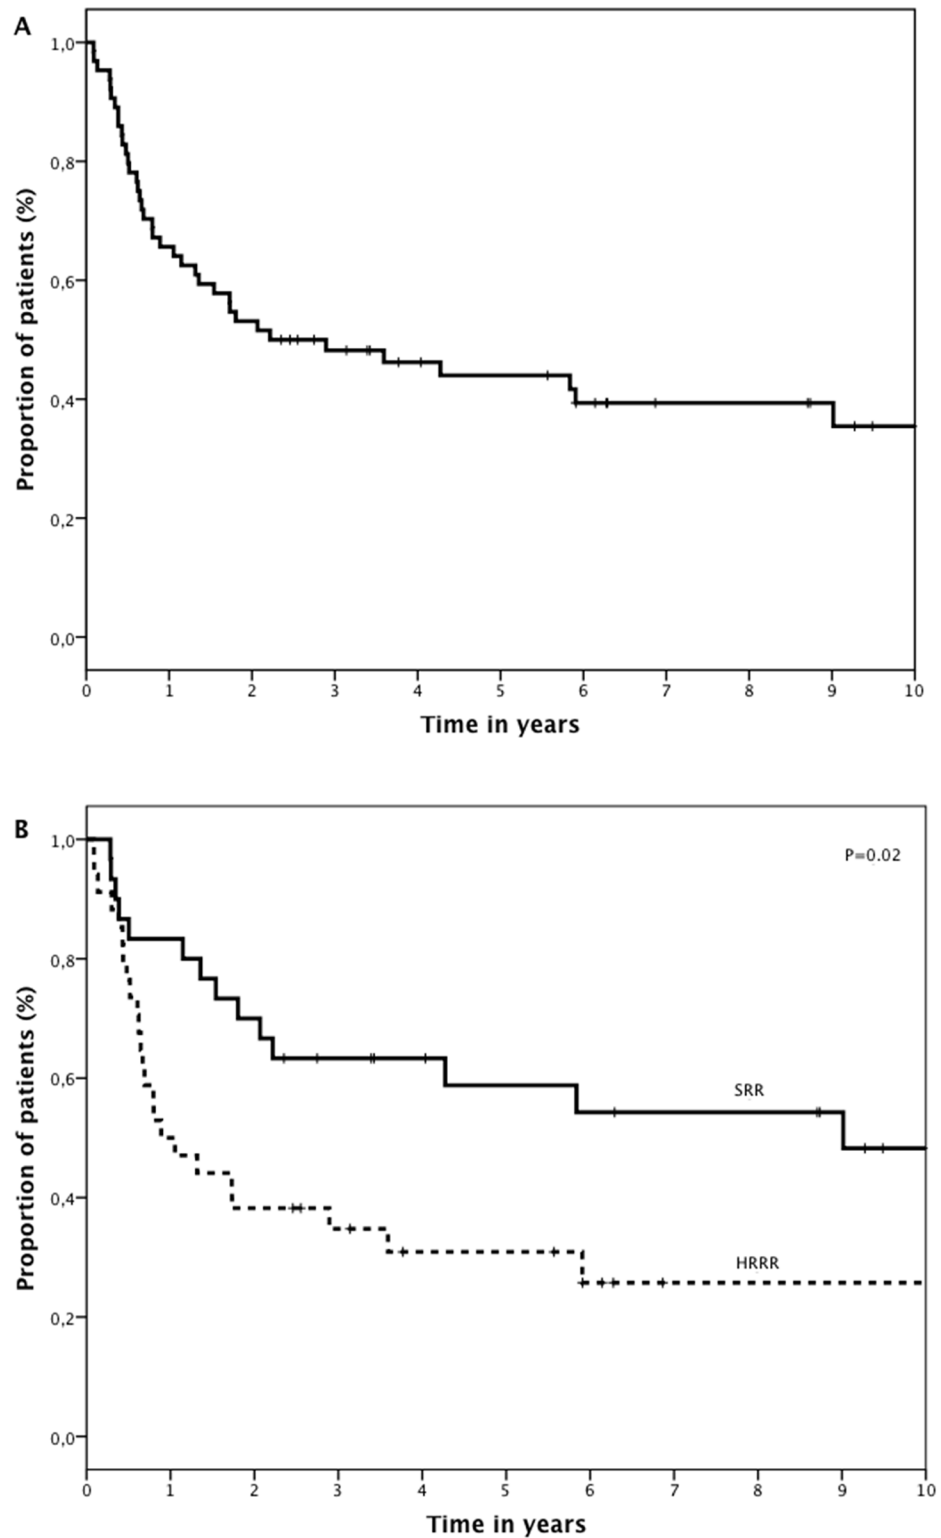 A
1,0
0,8
0,6
0,4
0,2
0,0
Proportion of patients (%)
0 1 2 3 4 5 6 7 8 9 10
Time in years
B
P=0.02
1,0
0,8
0,6
0,4
0,2
0,0
Proportion of patients (%)
SRR
HRRR
0 1 2 3 4 5 6 7 8 9 10
Time in years